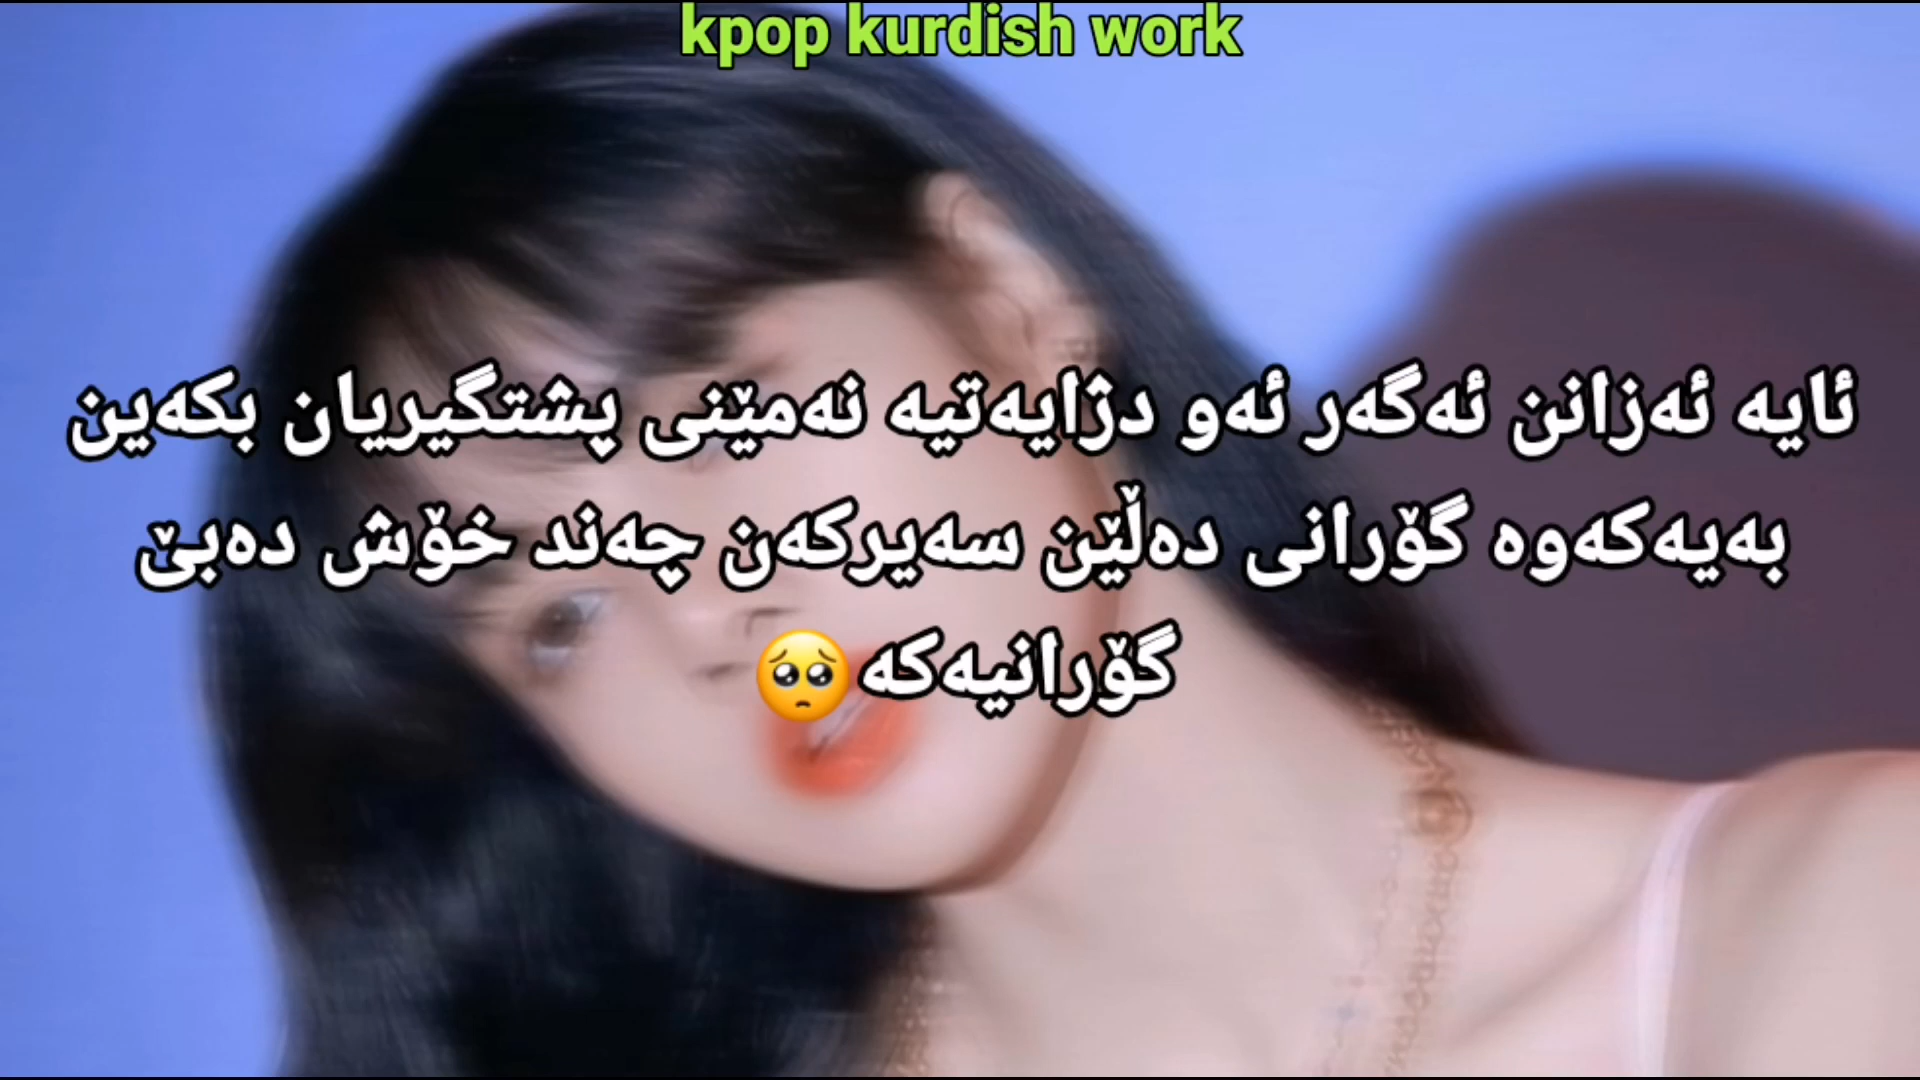 kpop kurdish work
ئایە ئەزانن ئەگەر ئەو دژایەتیە نەمێنی پشتگیریان بکەین
بەیەکەوە گۆرانی دەڵێن سەیرکەن چەند خۆش دەبێ
گۆرانیەکە🥺